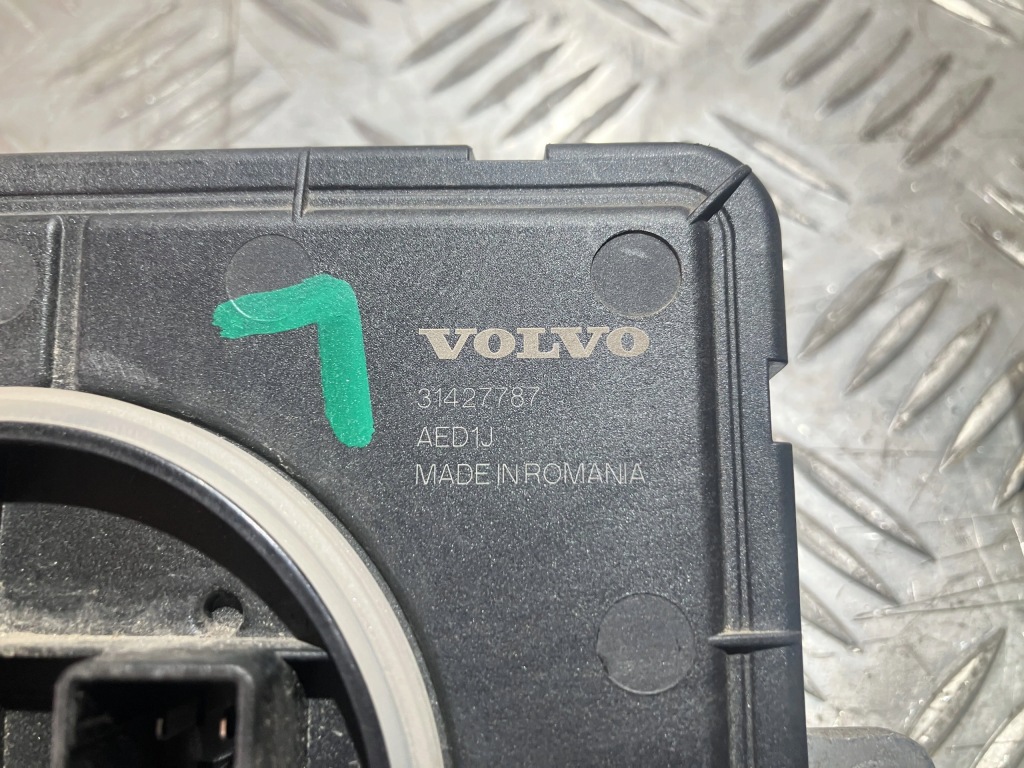 VOLVO
31427787
AED1J
MADE IN ROMANIA